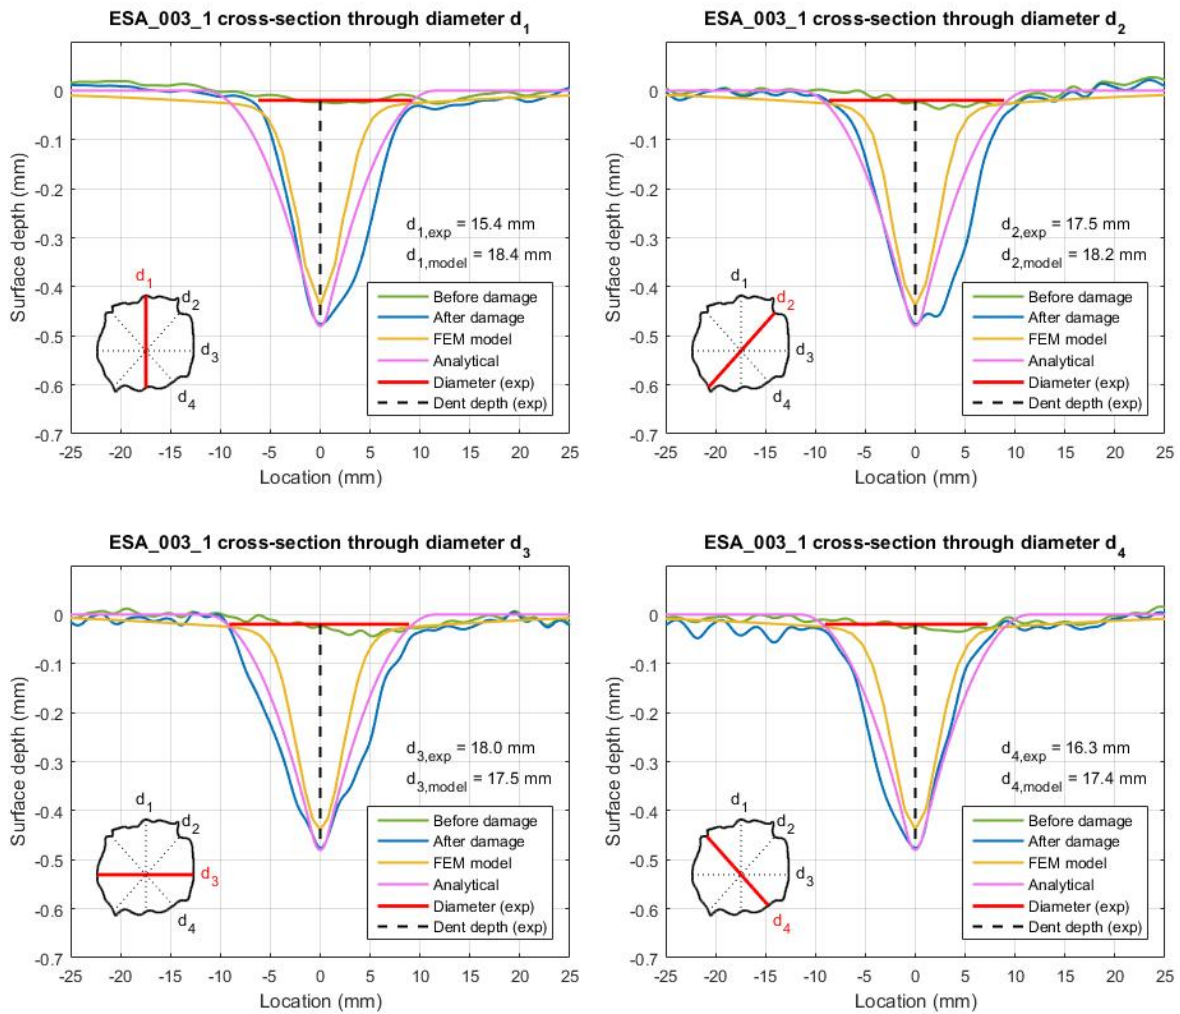 ESA_003_1 cross-section through diameter d1
0
-0.1
-0.2
-0.3
-0.4
-0.5
-0.6
-0.7
Surface depth (mm)
d1,exp = 15.4 mm
d1,model = 18.4 mm
d1
d2
d3
d4
Before damage
After damage
FEM model
Analytical
Diameter (exp)
Dent depth (exp)
-25 -20 -15 -10 -5 0 5 10 15 20 25
Location (mm)
ESA_003_1 cross-section through diameter d2
0
-0.1
-0.2
-0.3
-0.4
-0.5
-0.6
-0.7
Surface depth (mm)
d2,exp = 17.5 mm
d2,model = 18.2 mm
d1
d2
d3
d4
Before damage
After damage
FEM model
Analytical
Diameter (exp)
Dent depth (exp)
-25 -20 -15 -10 -5 0 5 10 15 20 25
Location (mm)
ESA_003_1 cross-section through diameter d3
0
-0.1
-0.2
-0.3
-0.4
-0.5
-0.6
-0.7
Surface depth (mm)
d3,exp = 18.0 mm
d3,model = 17.5 mm
d1
d2
d3
d4
Before damage
After damage
FEM model
Analytical
Diameter (exp)
Dent depth (exp)
-25 -20 -15 -10 -5 0 5 10 15 20 25
Location (mm)
ESA_003_1 cross-section through diameter d4
0
-0.1
-0.2
-0.3
-0.4
-0.5
-0.6
-0.7
Surface depth (mm)
d4,exp = 16.3 mm
d4,model = 17.4 mm
d1
d2
d3
d4
Before damage
After damage
FEM model
Analytical
Diameter (exp)
Dent depth (exp)
-25 -20 -15 -10 -5 0 5 10 15 20 25
Location (mm)